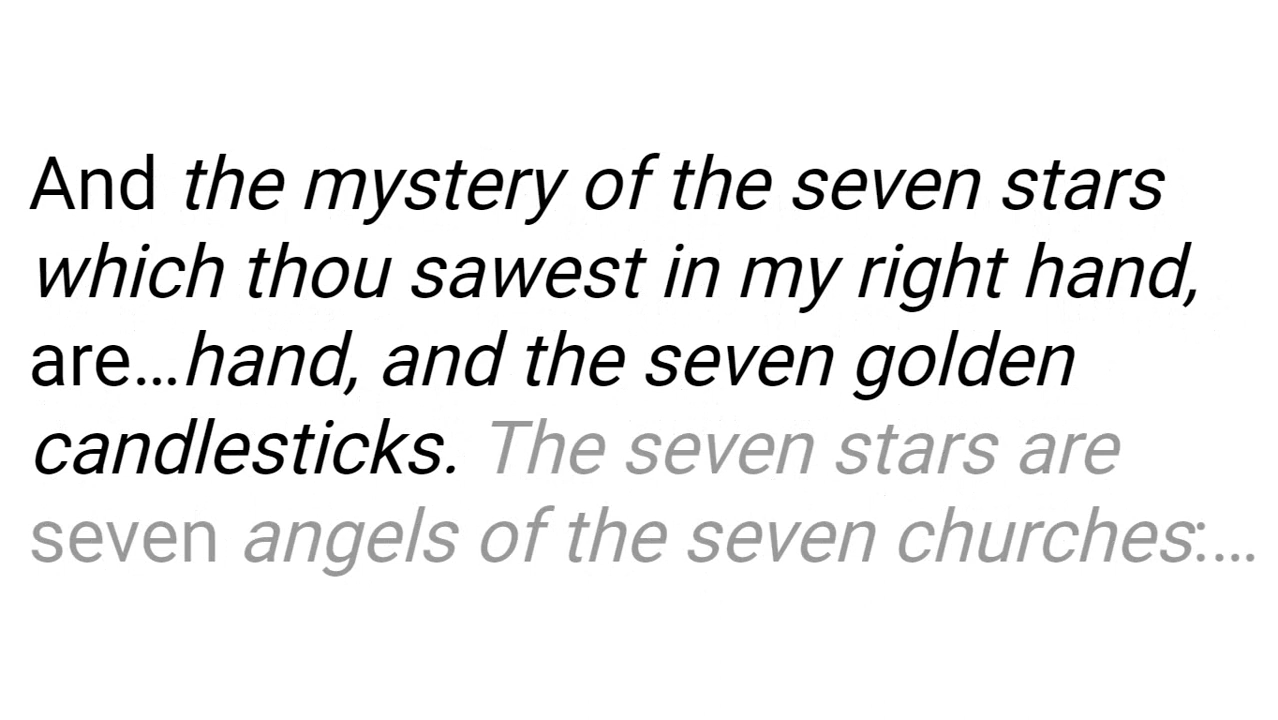 And the mystery of the seven stars
which thou sawest in my right hand,
are…hand, and the seven golden
candlesticks. The seven stars are
seven angels of the seven churches:…